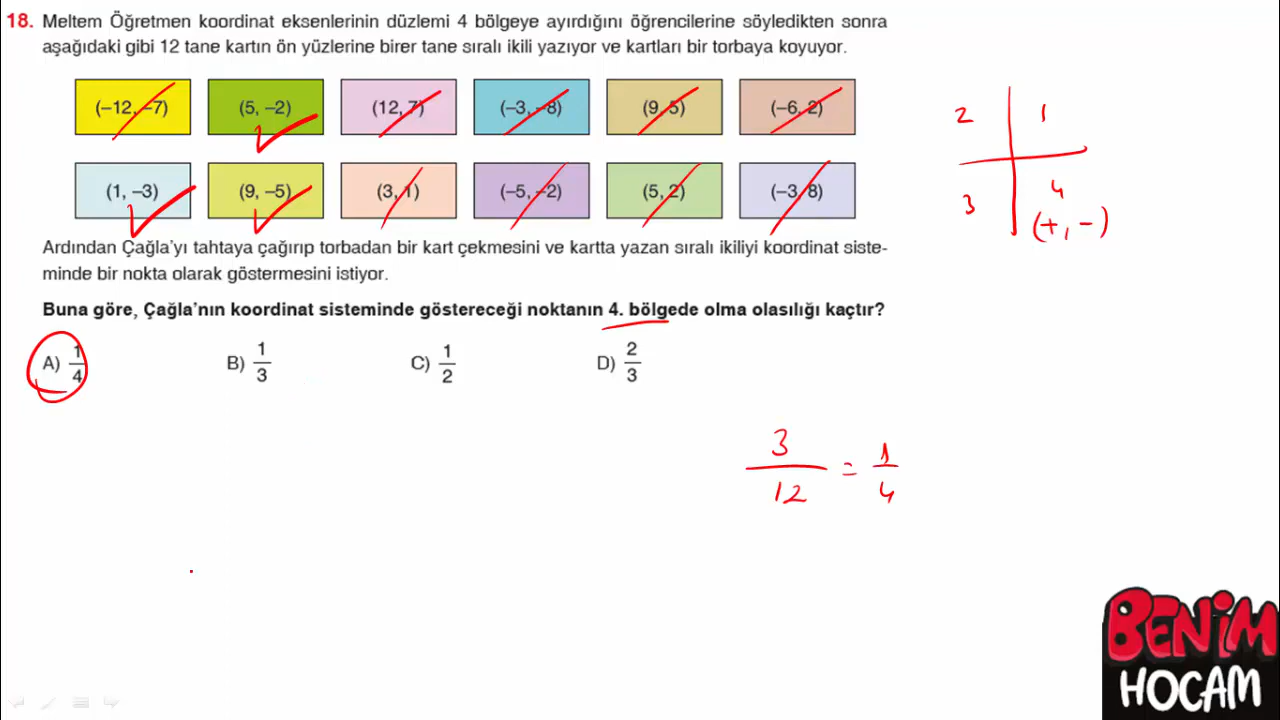 18. Meltem Öğretmen koordinat eksenlerinin düzlemi 4 bölgeye ayırdığını öğrencilerine söyledikten sonra
aşağıdaki gibi 12 tane kartın ön yüzlerine birer tane sıralı ikili yazıyor ve kartları bir torbaya koyuyor.
(–12, –7) (5, –2) (12, 7) (–3, –8) (9, 5) (–6, 2)
(1, –3) (9, –5) (3, 1) (–5, –2) (5, 2) (–3, 8)
2 1
3 4
(+, -)
Ardından Çağla'yı tahtaya çağırıp torbadan bir kart çekmesini ve kartta yazan sıralı ikiliyi koordinat siste-
minde bir nokta olarak göstermesini istiyor.
Buna göre, Çağla'nın koordinat sisteminde göstereceği noktanın 4. bölgede olma olasılığı kaçtır?
A) 1/4 B) 1/3 C) 1/2 D) 2/3
3/12 = 1/4
BENİM
HOCAM